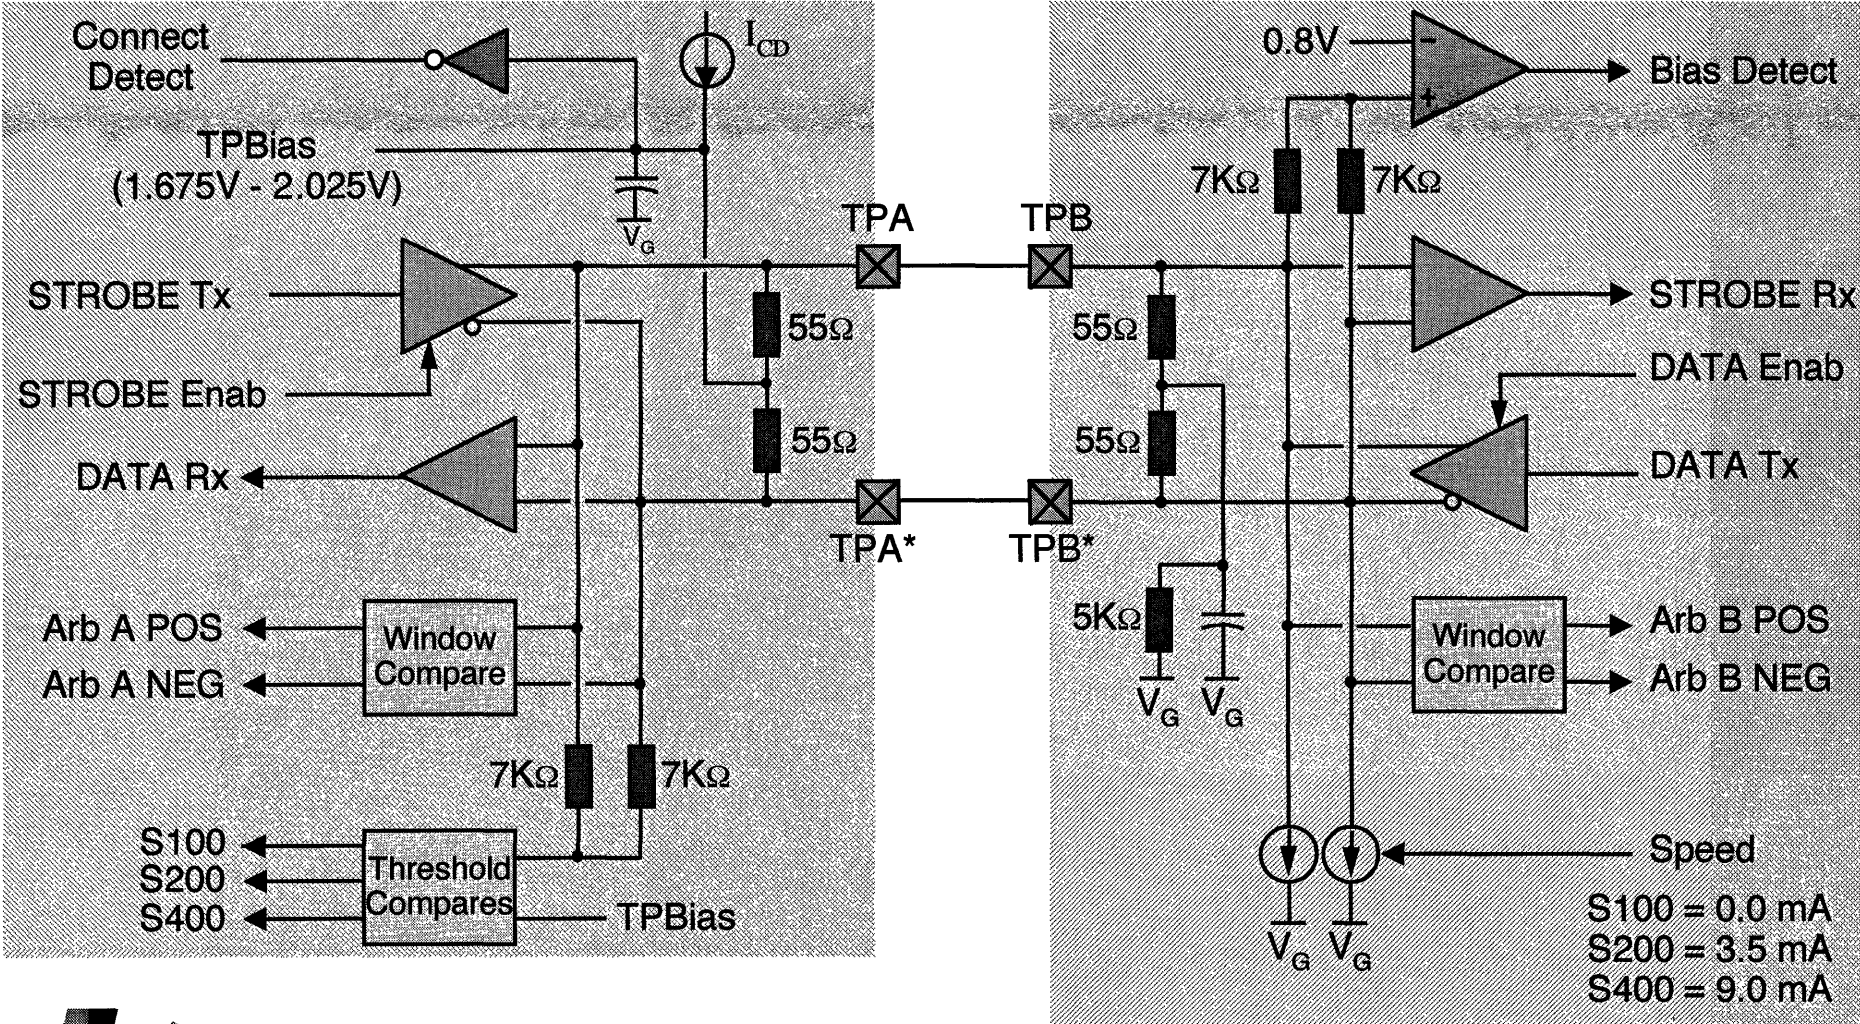 Connect
Detect
I_CD
TPBias
(1.675V - 2.025V)
V_G
TPA
STROBE Tx
55Ω
STROBE Enab
55Ω
DATA Rx
TPA*
Arb A POS
Arb A NEG
Window
Compare
7KΩ
7KΩ
S100
S200
S400
Threshold
Compares
TPBias
0.8V
−
+
Bias Detect
7KΩ
7KΩ
TPB
55Ω
STROBE Rx
DATA Enab
55Ω
DATA Tx
TPB*
5KΩ
V_G
V_G
Window
Compare
Arb B POS
Arb B NEG
Speed
V_G
V_G
S100 = 0.0 mA
S200 = 3.5 mA
S400 = 9.0 mA